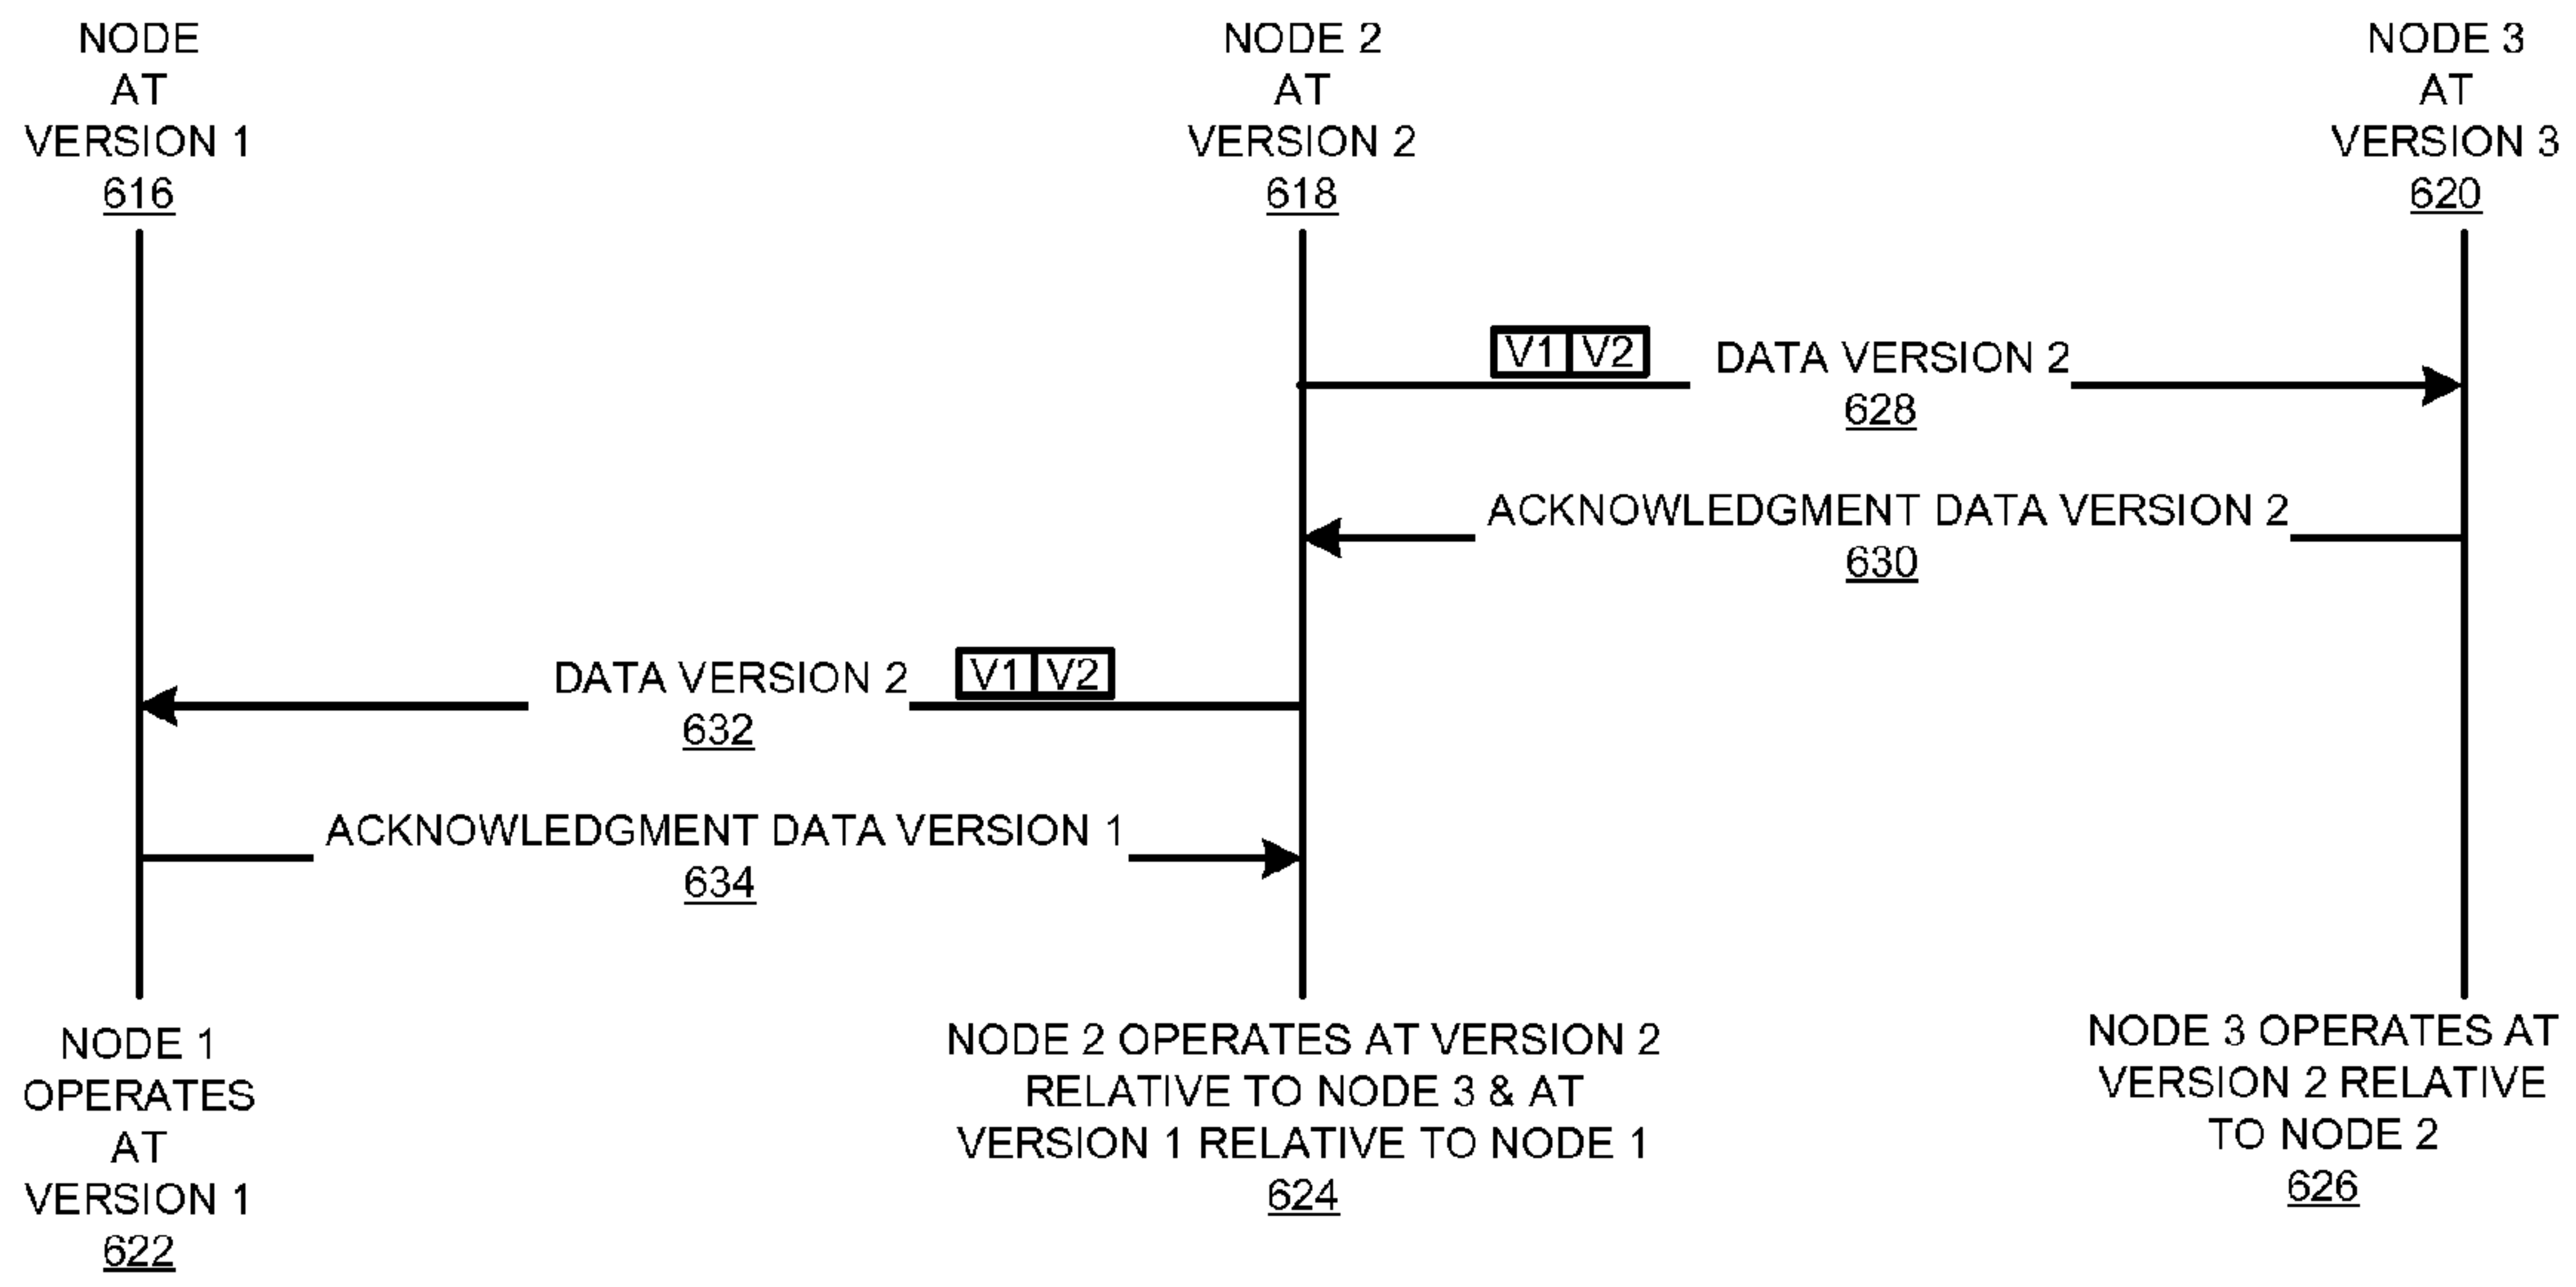 NODE
AT
VERSION 1
616
NODE 2
AT
VERSION 2
618
NODE 3
AT
VERSION 3
620
V1 V2
DATA VERSION 2
628
ACKNOWLEDGMENT DATA VERSION 2
630
DATA VERSION 2
632
V1 V2
ACKNOWLEDGMENT DATA VERSION 1
634
NODE 1
OPERATES
AT
VERSION 1
622
NODE 2 OPERATES AT VERSION 2
RELATIVE TO NODE 3 & AT
VERSION 1 RELATIVE TO NODE 1
624
NODE 3 OPERATES AT
VERSION 2 RELATIVE
TO NODE 2
626